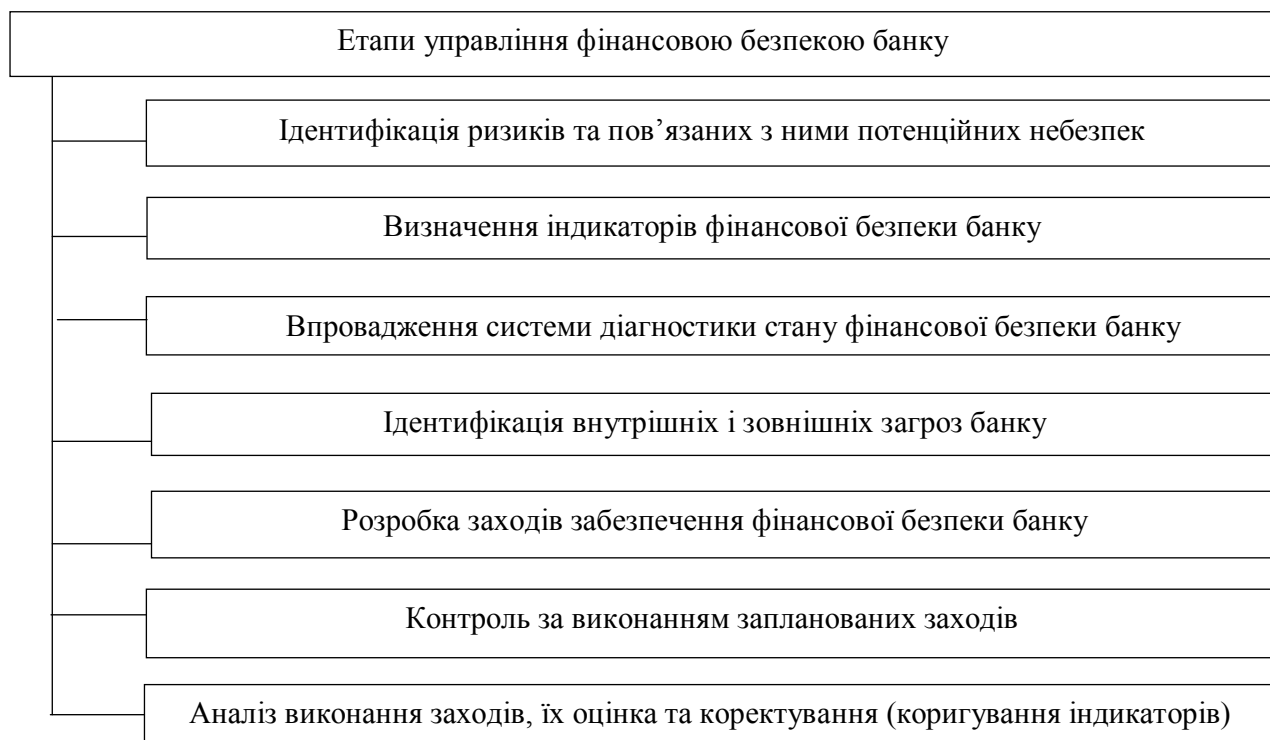 Етапи управління фінансовою безпекою банку
Ідентифікація ризиків та пов’язаних з ними потенційних небезпек
Визначення індикаторів фінансової безпеки банку
Впровадження системи діагностики стану фінансової безпеки банку
Ідентифікація внутрішніх і зовнішніх загроз банку
Розробка заходів забезпечення фінансової безпеки банку
Контроль за виконанням запланованих заходів
Аналіз виконання заходів, їх оцінка та коректування (коригування індикаторів)